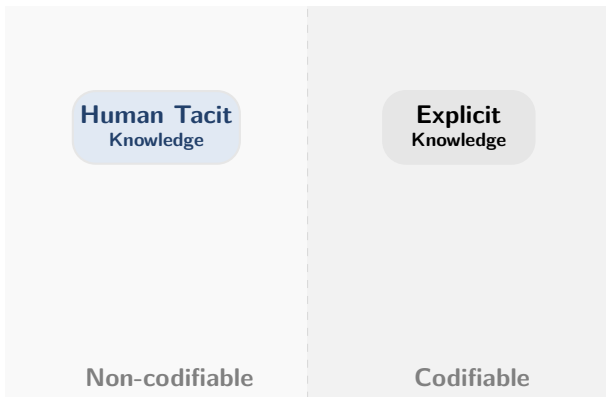 Human Tacit
Knowledge
Explicit
Knowledge
Non-codifiable
Codifiable